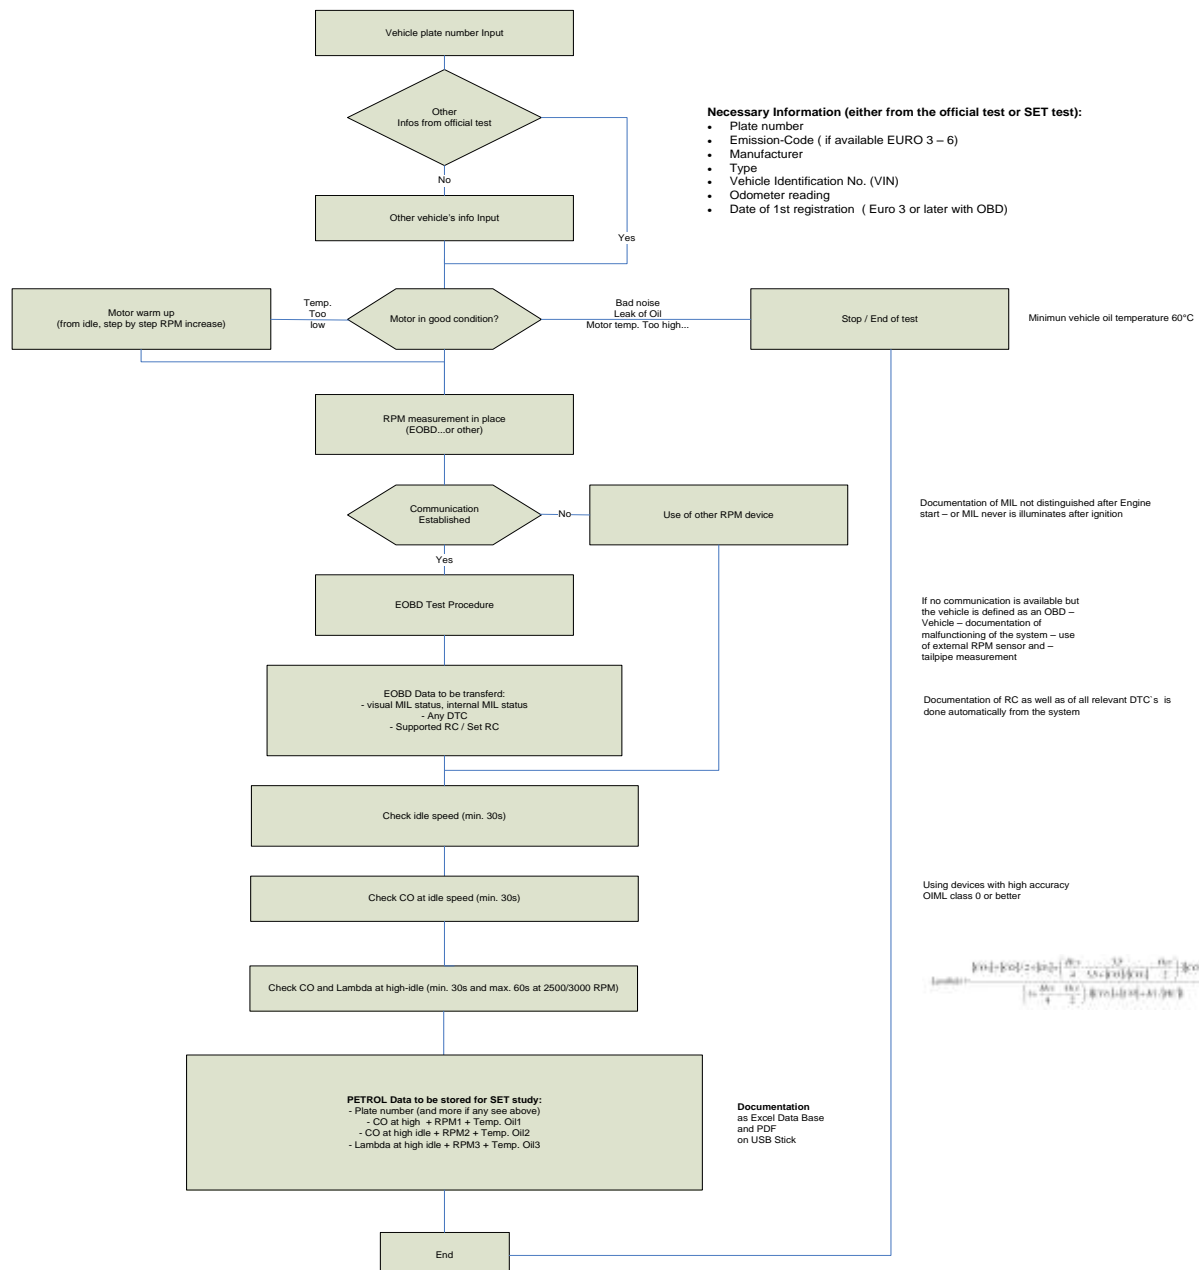 Vehicle plate number Input
Other
Infos from official test
Necessary Information (either from the official test or SET test):
• Plate number
• Emission-Code ( if available EURO 3 – 6)
• Manufacturer
• Type
• Vehicle Identification No. (VIN)
• Odometer reading
• Date of 1st registration ( Euro 3 or later with OBD)
No
Other vehicle's info Input
Yes
Motor warm up
(from idle, step by step RPM increase)
Temp.
Too
low
Motor in good condition?
Bad noise
Leak of Oil
Motor temp. Too high...
Stop / End of test
Minimun vehicle oil temperature 60°C
RPM measurement in place
(EOBD...or other)
Communication
Established
No
Use of other RPM device
Documentation of MIL not distinguished after Engine
start – or MIL never is illuminates after ignition
Yes
EOBD Test Procedure
If no communication is available but
the vehicle is defined as an OBD –
Vehicle – documentation of
malfunctioning of the system – use
of external RPM sensor and –
tailpipe measurement
EOBD Data to be transferd:
- visual MIL status, internal MIL status
- Any DTC
- Supported RC / Set RC
Documentation of RC as well as of all relevant DTC`s is
done automatically from the system
Check idle speed (min. 30s)
Check CO at idle speed (min. 30s)
Using devices with high accuracy
OIML class 0 or better
Check CO and Lambda at high-idle (min. 30s and max. 60s at 2500/3000 RPM)
PETROL Data to be stored for SET study:
- Plate number (and more if any see above)
- CO at high + RPM1 + Temp. Oil1
- CO at high idle + RPM2 + Temp. Oil2
- Lambda at high idle + RPM3 + Temp. Oil3
Documentation
as Excel Data Base
and PDF
on USB Stick
End